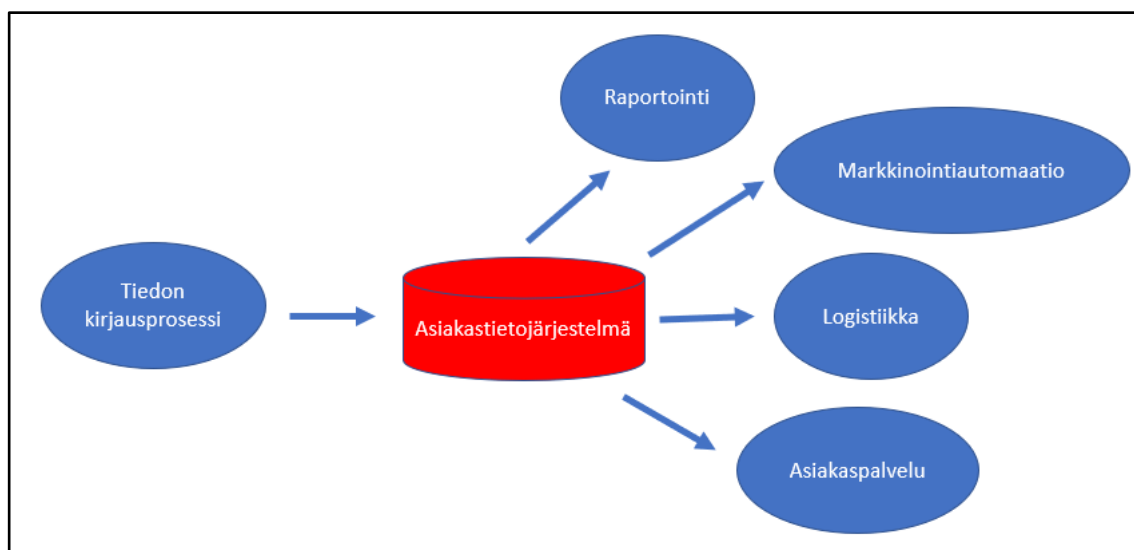 Raportointi
Markkinointiautomaatio
Tiedon
kirjausprosessi
Asiakastietojärjestelmä
Logistiikka
Asiakaspalvelu